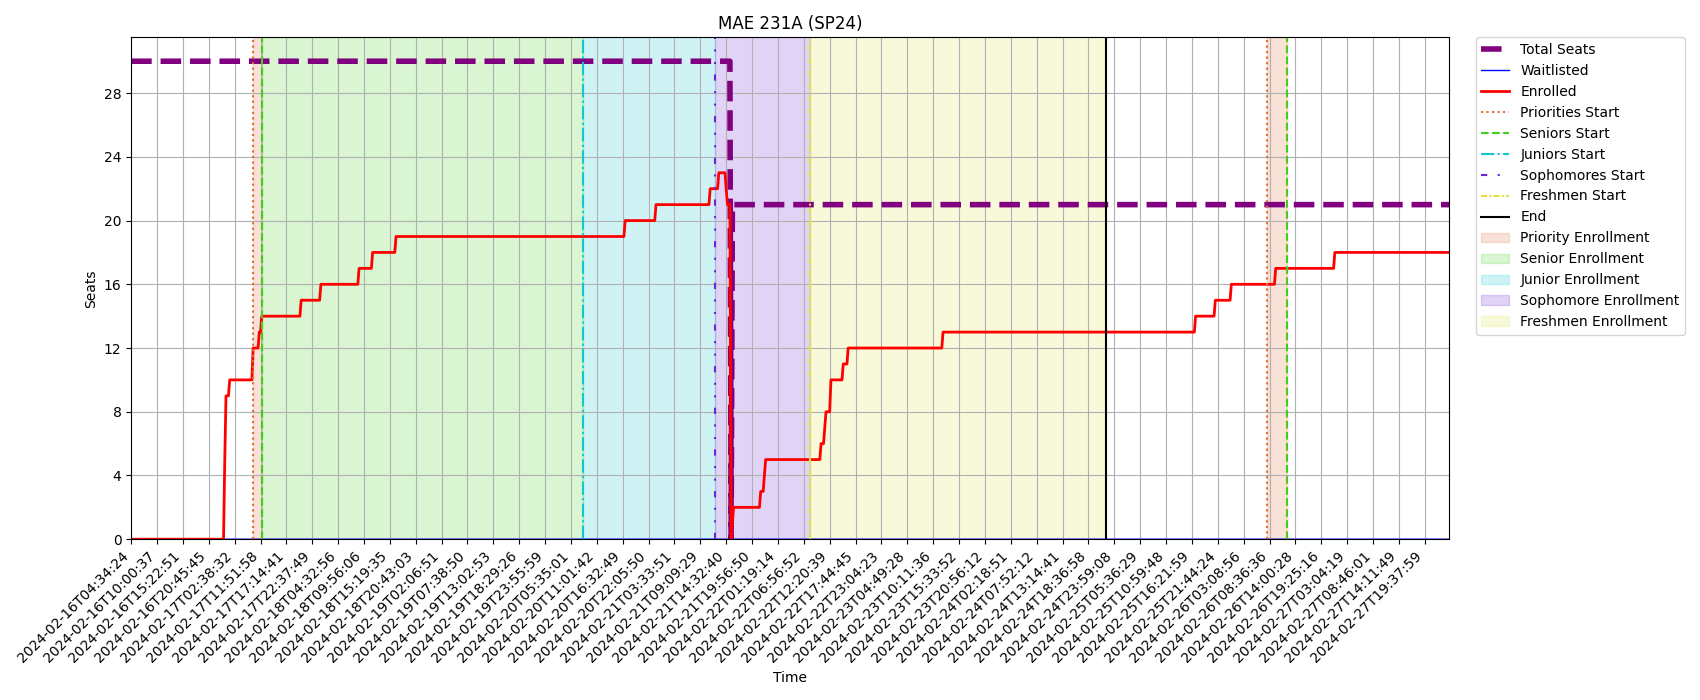 MAE 231A (SP24)
Total Seats
Waitlisted
Enrolled
Priorities Start
Seniors Start
Juniors Start
Sophomores Start
Freshmen Start
End
Priority Enrollment
Senior Enrollment
Junior Enrollment
Sophomore Enrollment
Freshmen Enrollment
Seats
28
24
20
16
12
8
4
0
2024-02-16T04:34:24
2024-02-16T10:00:37
2024-02-16T15:22:51
2024-02-16T20:45:45
2024-02-17T02:38:32
2024-02-17T11:51:58
2024-02-17T17:14:41
2024-02-17T22:37:49
2024-02-18T04:32:56
2024-02-18T09:56:06
2024-02-18T15:19:35
2024-02-18T20:43:03
2024-02-19T02:06:51
2024-02-19T07:38:50
2024-02-19T13:02:53
2024-02-19T18:29:26
2024-02-19T23:55:59
2024-02-20T05:35:01
2024-02-20T11:01:42
2024-02-20T16:32:49
2024-02-20T22:05:50
2024-02-21T03:33:51
2024-02-21T09:09:29
2024-02-21T14:32:40
2024-02-21T19:56:50
2024-02-22T01:19:14
2024-02-22T06:56:52
2024-02-22T12:20:39
2024-02-22T17:44:45
2024-02-22T23:04:23
2024-02-23T04:49:28
2024-02-23T10:11:36
2024-02-23T15:33:52
2024-02-23T20:56:12
2024-02-24T02:18:51
2024-02-24T07:52:12
2024-02-24T13:14:41
2024-02-24T18:36:58
2024-02-24T23:59:08
2024-02-25T05:36:29
2024-02-25T10:59:48
2024-02-25T16:21:59
2024-02-25T21:44:24
2024-02-26T03:08:56
2024-02-26T08:36:36
2024-02-26T14:00:28
2024-02-26T19:25:16
2024-02-27T03:04:19
2024-02-27T08:46:01
2024-02-27T14:11:49
2024-02-27T19:37:59
Time